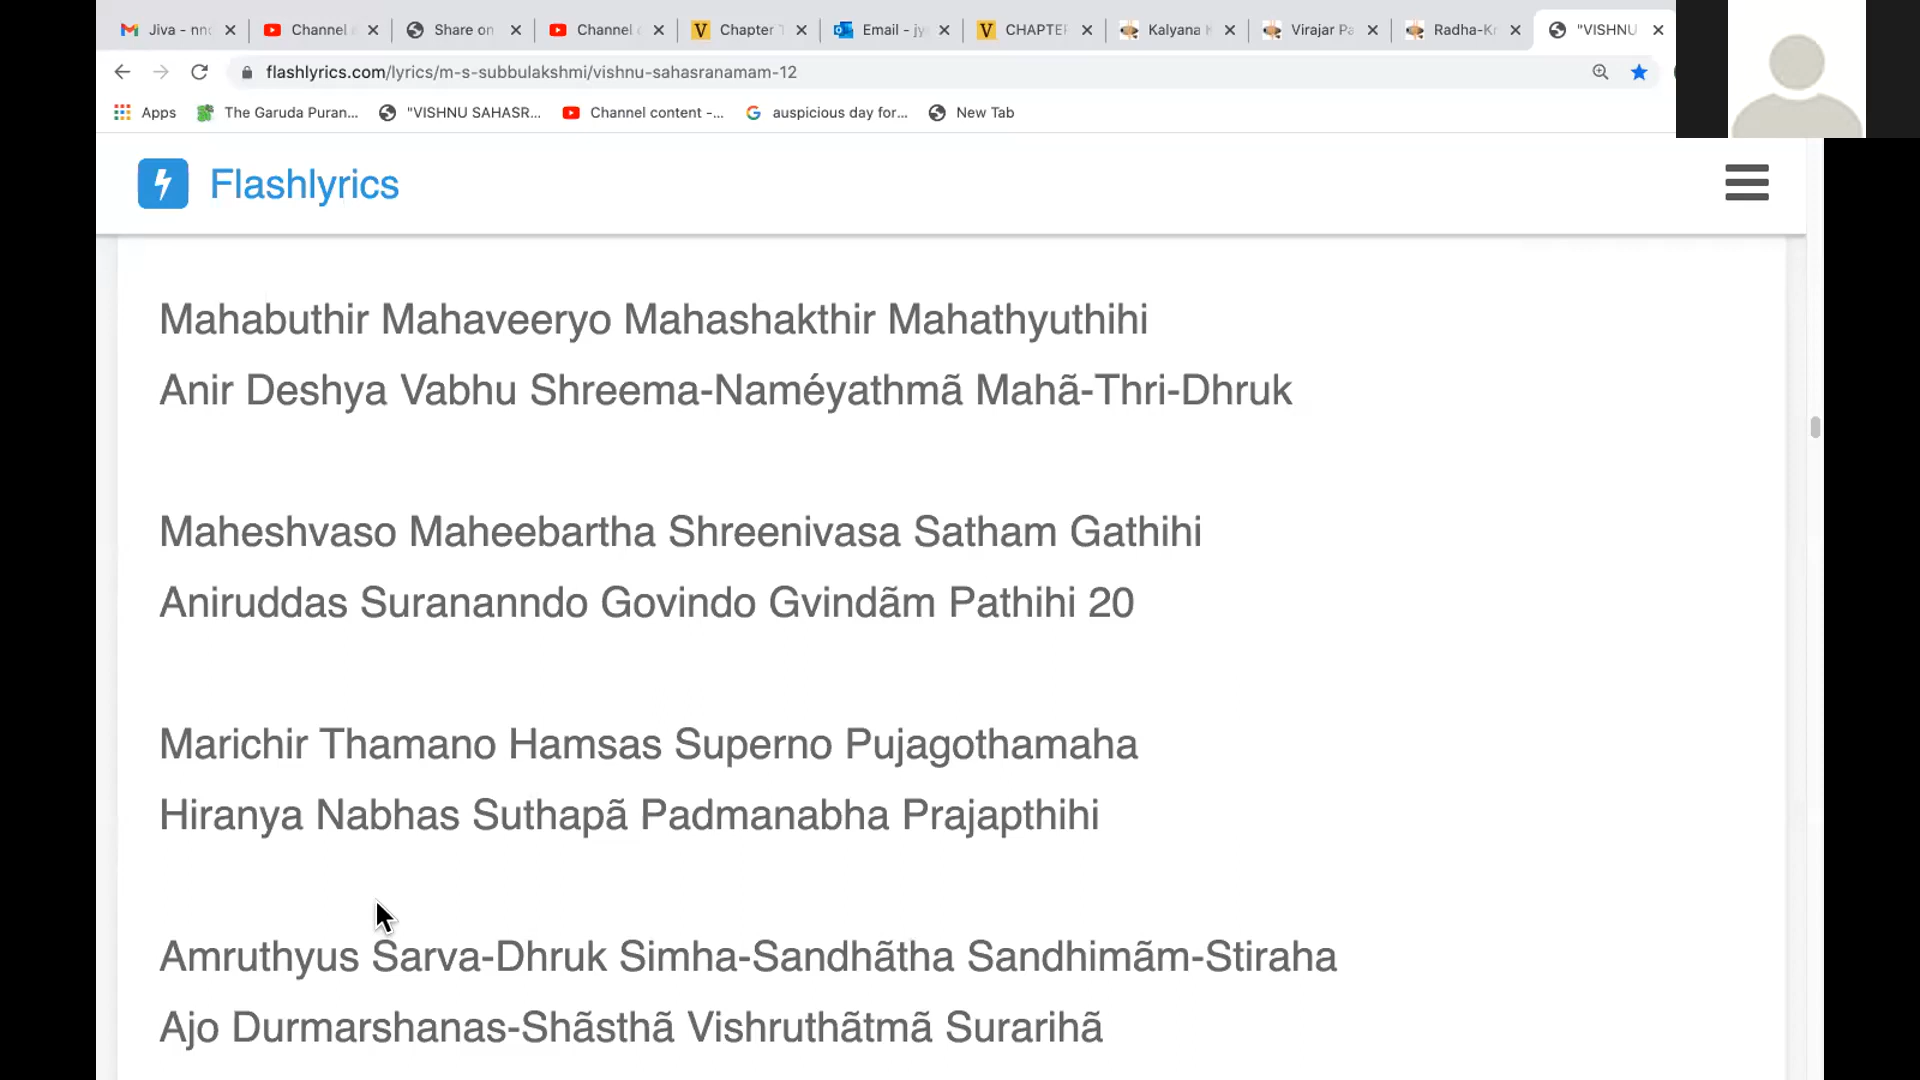 Jiva - nn
Channel
Share on
Channel
Chapter
Email - jy
CHAPTE
Kalyana
Virajar Pa
Radha-Kr
"VISHNU
flashlyrics.com/lyrics/m-s-subbulakshmi/vishnu-sahasranamam-12
Apps
The Garuda Puran...
"VISHNU SAHASR...
Channel content -...
auspicious day for...
New Tab
Flashlyrics
Mahabuthir Mahaveeryo Mahashakthir Mahathyuthihi
Anir Deshya Vabhu Shreema-Naméyathmã Mahã-Thri-Dhruk
Maheshvaso Maheebartha Shreenivasa Satham Gathihi
Aniruddas Surananndo Govindo Gvindãm Pathihi 20
Marichir Thamano Hamsas Superno Pujagothamaha
Hiranya Nabhas Suthapã Padmanabha Prajapthihi
Amruthyus Sarva-Dhruk Simha-Sandhãtha Sandhimãm-Stiraha
Ajo Durmarshanas-Shãsthã Vishruthãtmã Surarihã